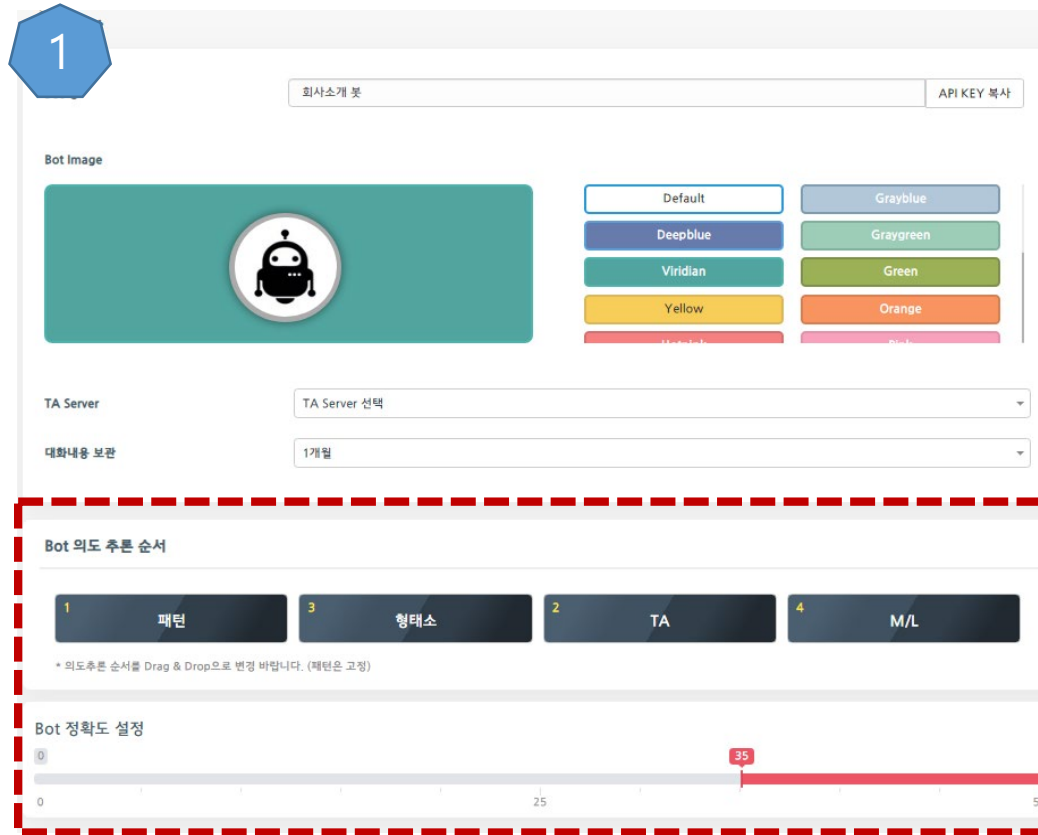 1
회사소개 봇
API KEY 복사
Bot Image
Default
Grayblue
Deepblue
Graygreen
Viridian
Green
Yellow
Orange
TA Server
TA Server 선택
대화내용 보관
1개월
Bot 의도 추론 순서
1 패턴
3 형태소
2 TA
4 M/L
* 의도추론 순서를 Drag & Drop으로 변경 바랍니다. (패턴은 고정)
Bot 정확도 설정
0
35
0
25